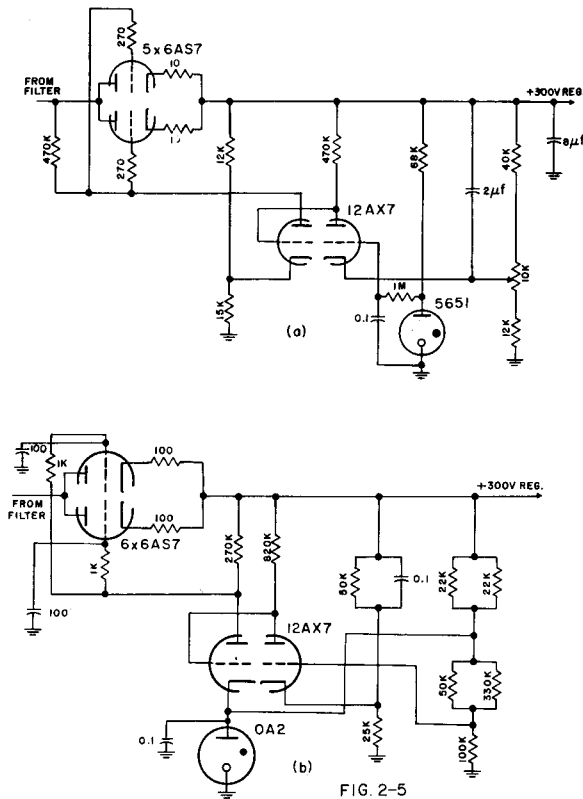 270
5x6AS7
10
FROM
FILTER
+300V REG.
470K
270
12K
470K
68K
40K
8µf
2µf
12AX7
10K
1M
5651
0.1
15K
12K
(a)
100
1K
100
+300V REG.
FROM
FILTER
100
6x6AS7
1K
270K
820K
50K
0.1
22K
22K
100
12AX7
50K
330K
0A2
25K
100K
0.1
(b)
FIG. 2-5